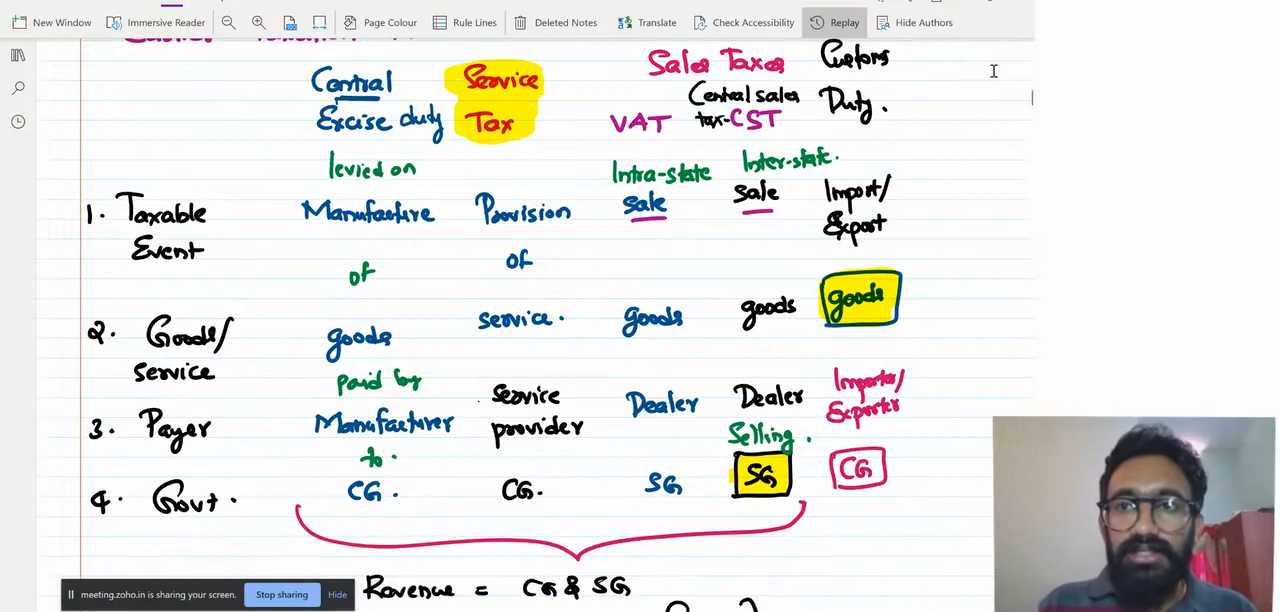 New Window Immersive Reader Page Colour Rule Lines Deleted Notes Translate Check Accessibility Replay Hide Authors
Central Service Sales Taxes Customs
Excise duty Tax VAT Central sales tax-CST Duty.
levied on Intra-state Inter-state.
1. Taxable Event Manufacture Provision Sale Sale Import/
Export
of of
2. Goods/ goods service. goods goods goods
service
paid by
3. Payer Manufacturer service provider Dealer Dealer Importer/
Exporter
Selling.
to.
4. Govt. CG. CG. SG SG CG
Revenue = CG & SG
meeting.zoho.in is sharing your screen. Stop sharing Hide